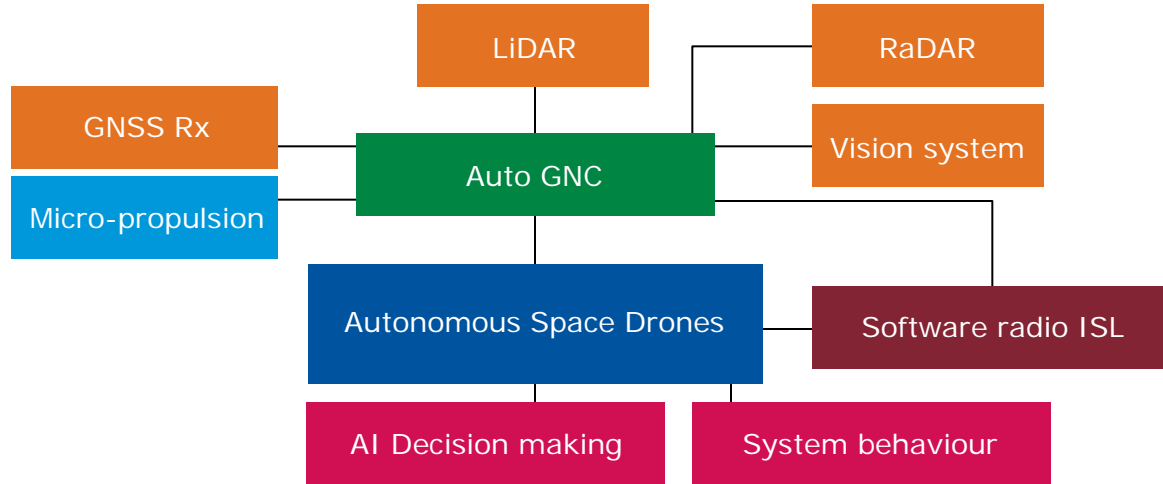 LiDAR
RaDAR
GNSS Rx
Vision system
Auto GNC
Micro-propulsion
Autonomous Space Drones
Software radio ISL
AI Decision making
System behaviour